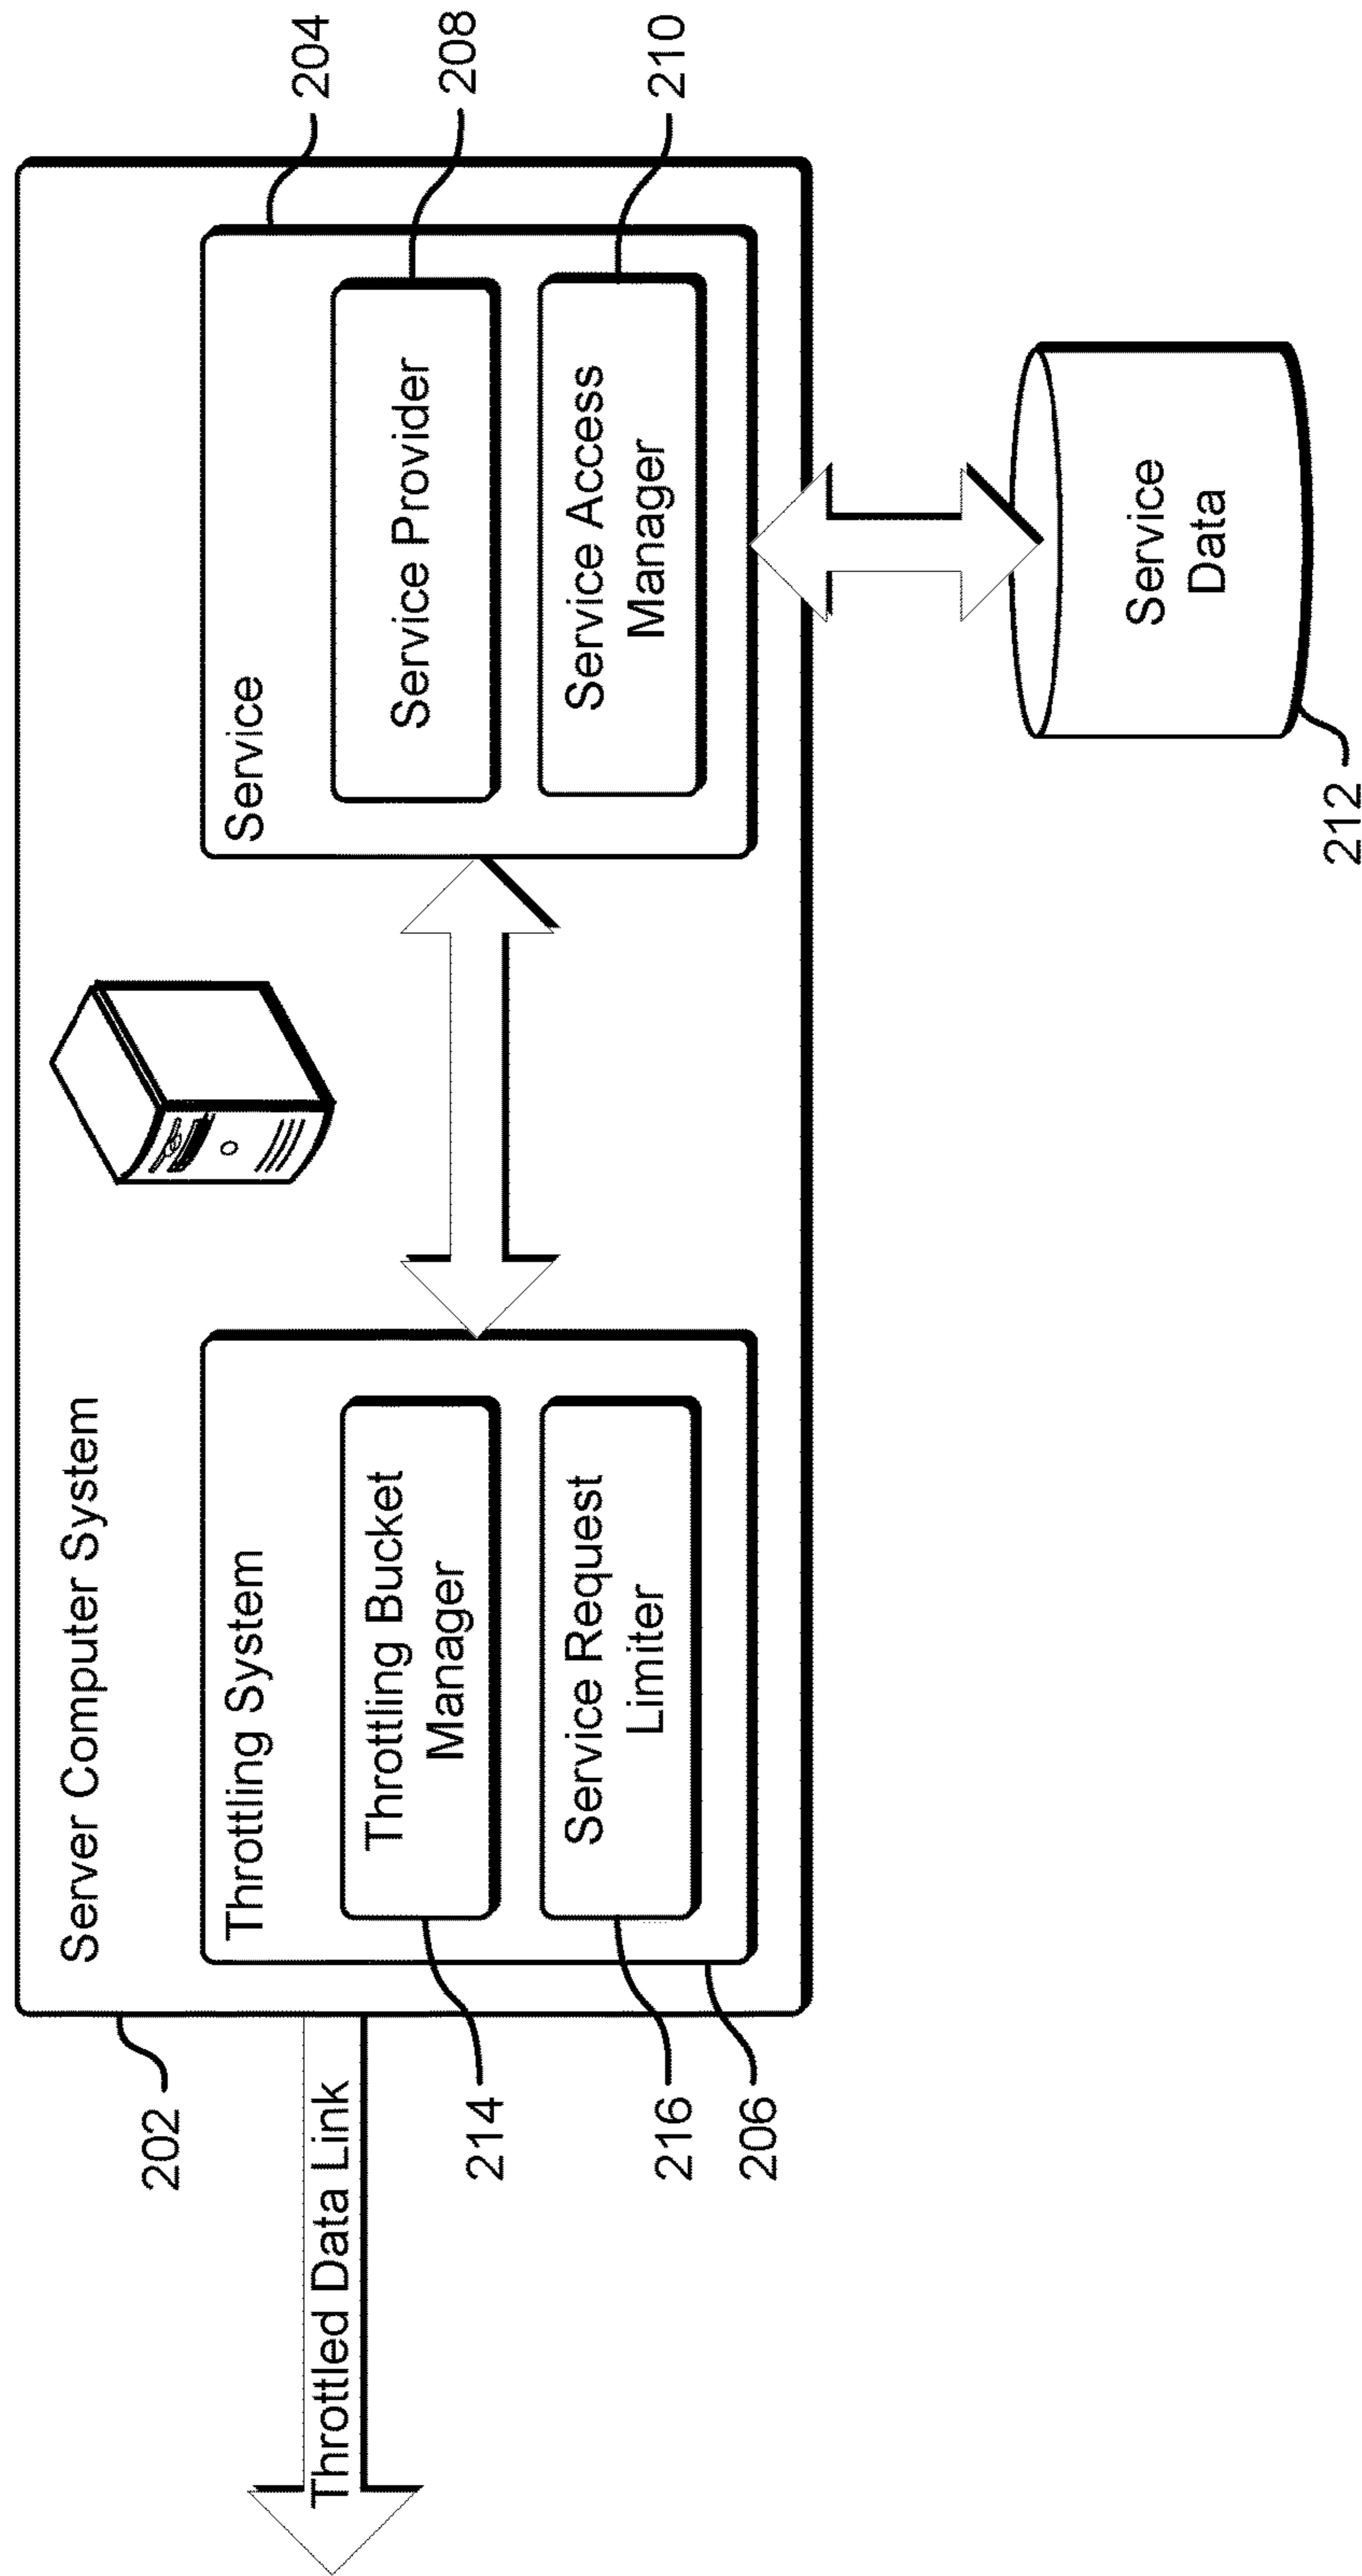 Server Computer System
202
Throttled Data Link
Throttling System
Throttling Bucket
Manager
214
Service Request
Limiter
216
206
Service
204
Service Provider
208
Service Access
Manager
210
Service
Data
212